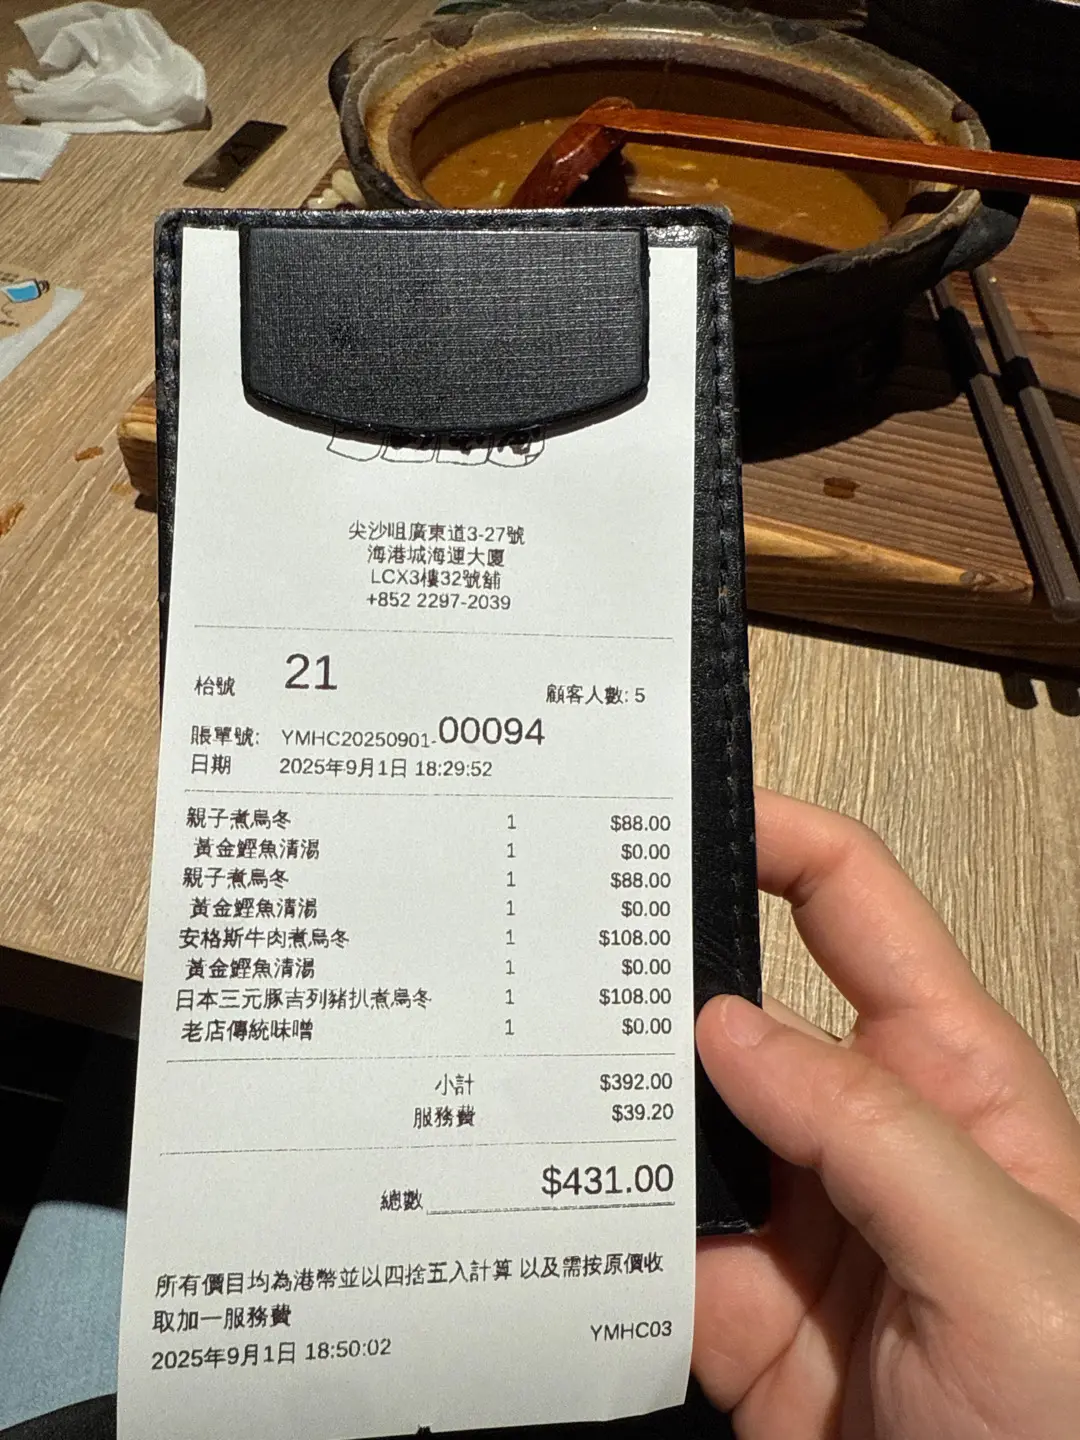 尖沙咀廣東道3-27號
海港城海運大廈
LCX3樓32號舖
+852 2297-2039
枱號 21 顧客人數: 5
賬單號: YMHC20250901-00094
日期 2025年9月1日 18:29:52
親子煮烏冬 1 $88.00
黃金鰹魚清湯 1 $0.00
親子煮烏冬 1 $88.00
黃金鰹魚清湯 1 $0.00
安格斯牛肉煮烏冬 1 $108.00
黃金鰹魚清湯 1 $0.00
日本三元豚吉列豬扒煮烏冬 1 $108.00
老店傳統味噌 1 $0.00
小計 $392.00
服務費 $39.20
總數 $431.00
所有價目均為港幣並以四捨五入計算 以及需按原價收
取加一服務費
2025年9月1日 18:50:02 YMHC03